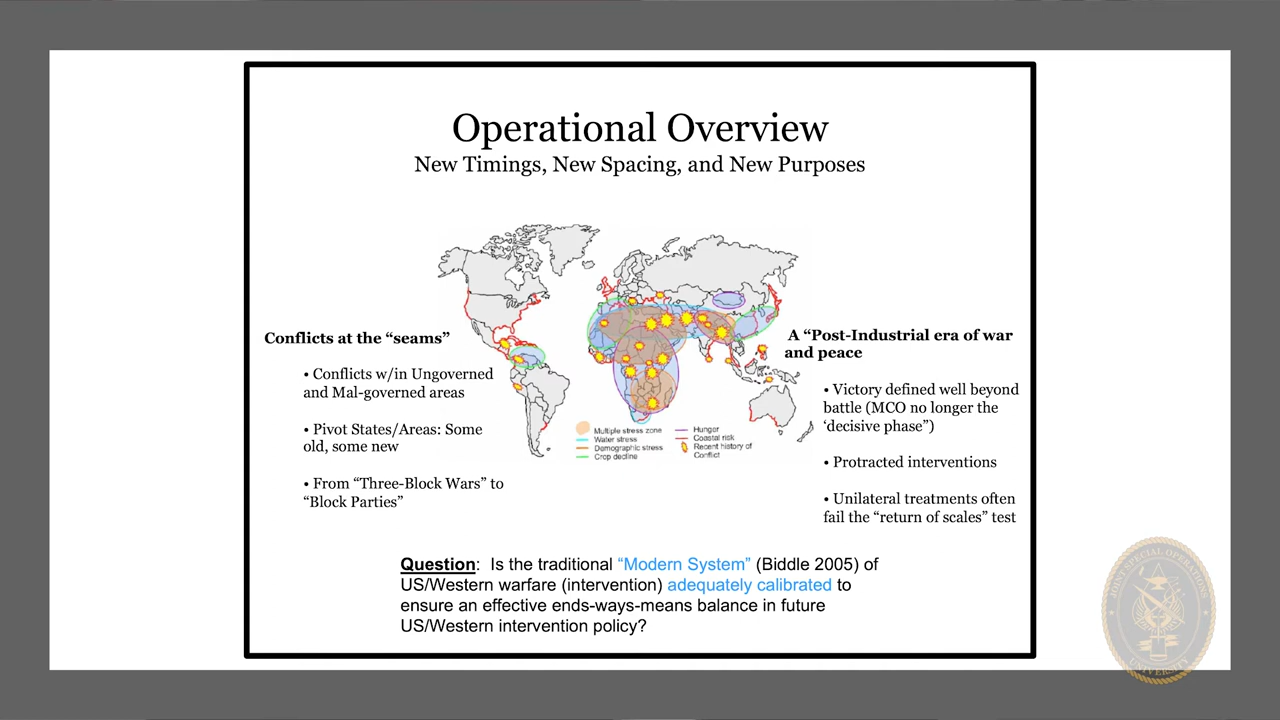 Operational Overview
New Timings, New Spacing, and New Purposes
Conflicts at the “seams”
• Conflicts w/in Ungoverned
and Mal-governed areas
• Pivot States/Areas: Some
old, some new
• From “Three-Block Wars” to
“Block Parties”
Multiple stress zone
Water stress
Demographic stress
Crop decline
Hunger
Coastal risk
Recent history of
Conflict
A “Post-Industrial era of war
and peace
• Victory defined well beyond
battle (MCO no longer the
‘decisive phase”)
• Protracted interventions
• Unilateral treatments often
fail the “return of scales” test
Question: Is the traditional “Modern System” (Biddle 2005) of
US/Western warfare (intervention) adequately calibrated to
ensure an effective ends-ways-means balance in future
US/Western intervention policy?
JOINT SPECIAL OPERATIONS
UNIVERSITY